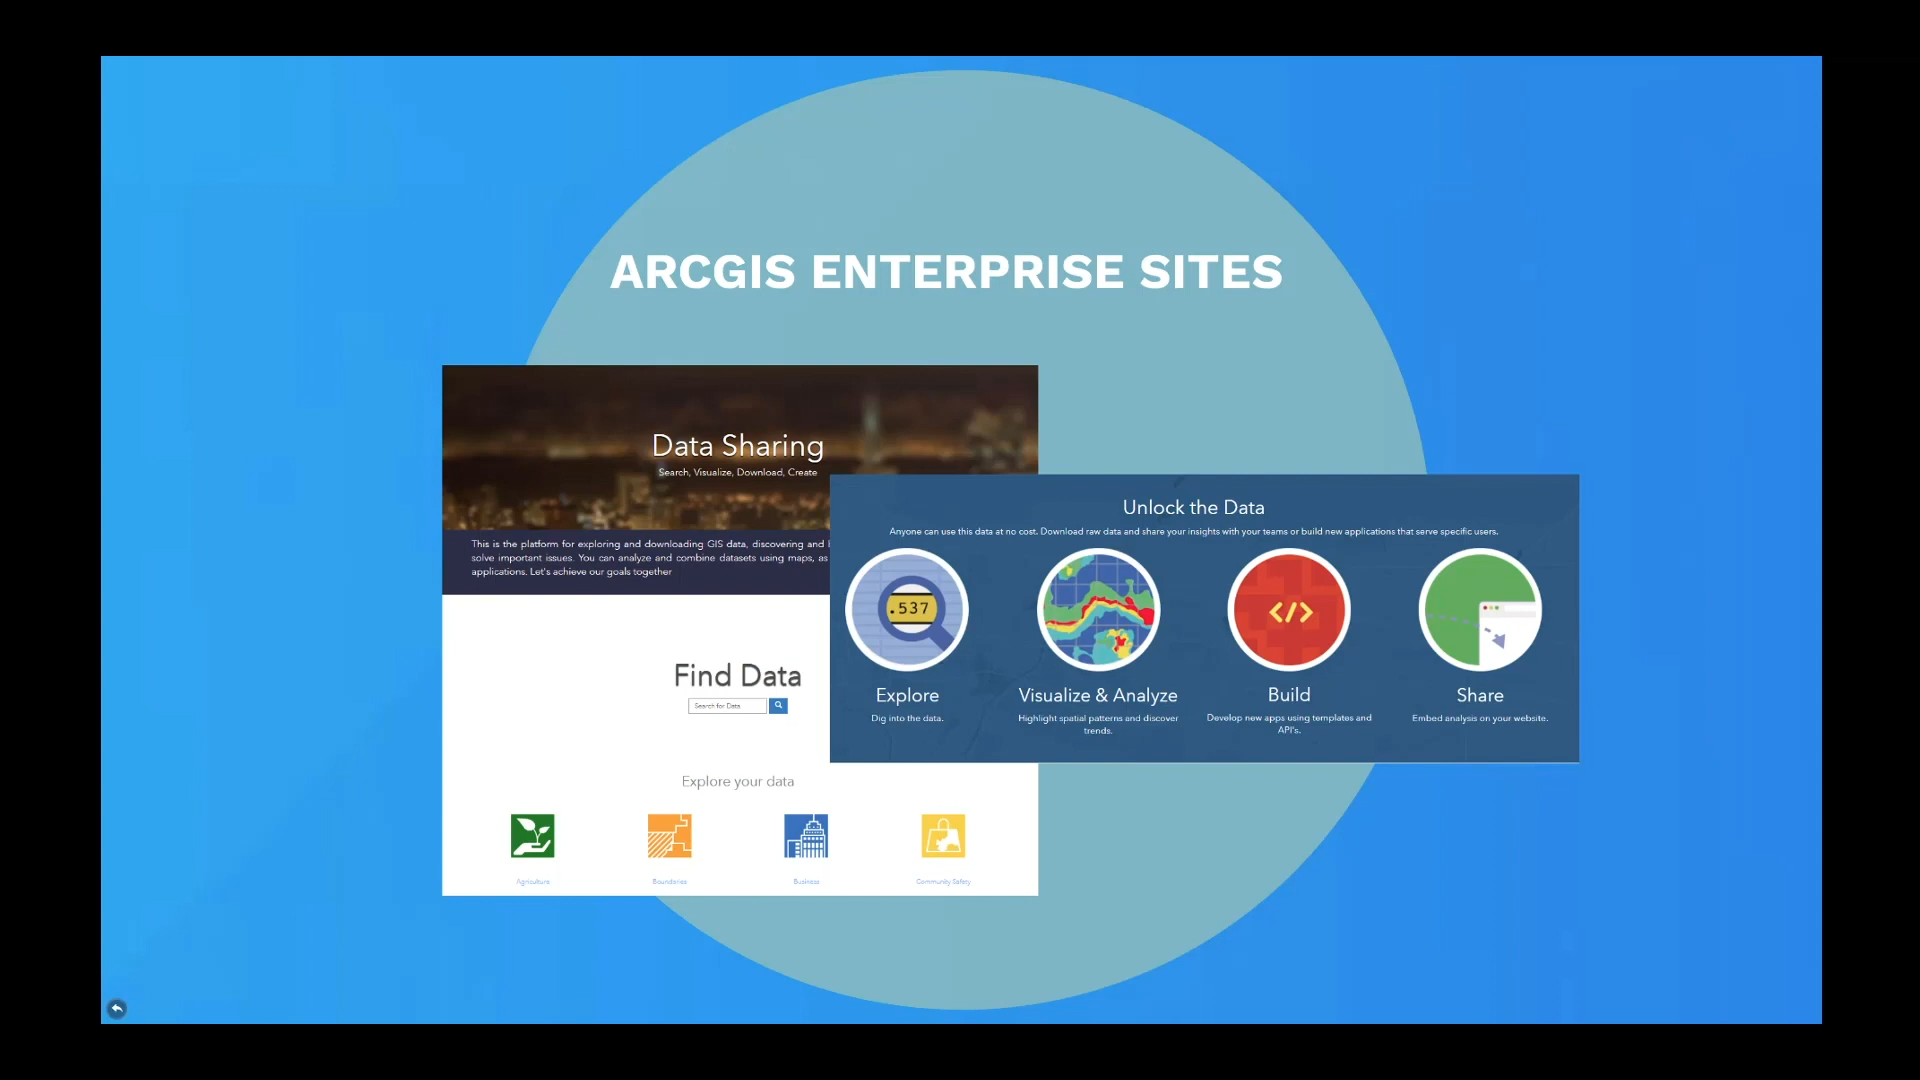 ARCGIS ENTERPRISE SITES
Data Sharing
Search, Visualize, Download, Create
This is the platform for exploring and downloading GIS data, discovering and
solve important issues. You can analyze and combine datasets using maps, as
applications. Let's achieve our goals together
Find Data
Search for Data
Explore your data
Agriculture
Boundaries
Business
Community Safety
Unlock the Data
Anyone can use this data at no cost. Download raw data and share your insights with your teams or build new applications that serve specific users.
.537
</>
Explore
Dig into the data.
Visualize & Analyze
Highlight spatial patterns and discover
trends.
Build
Develop new apps using templates and
API's.
Share
Embed analysis on your website.